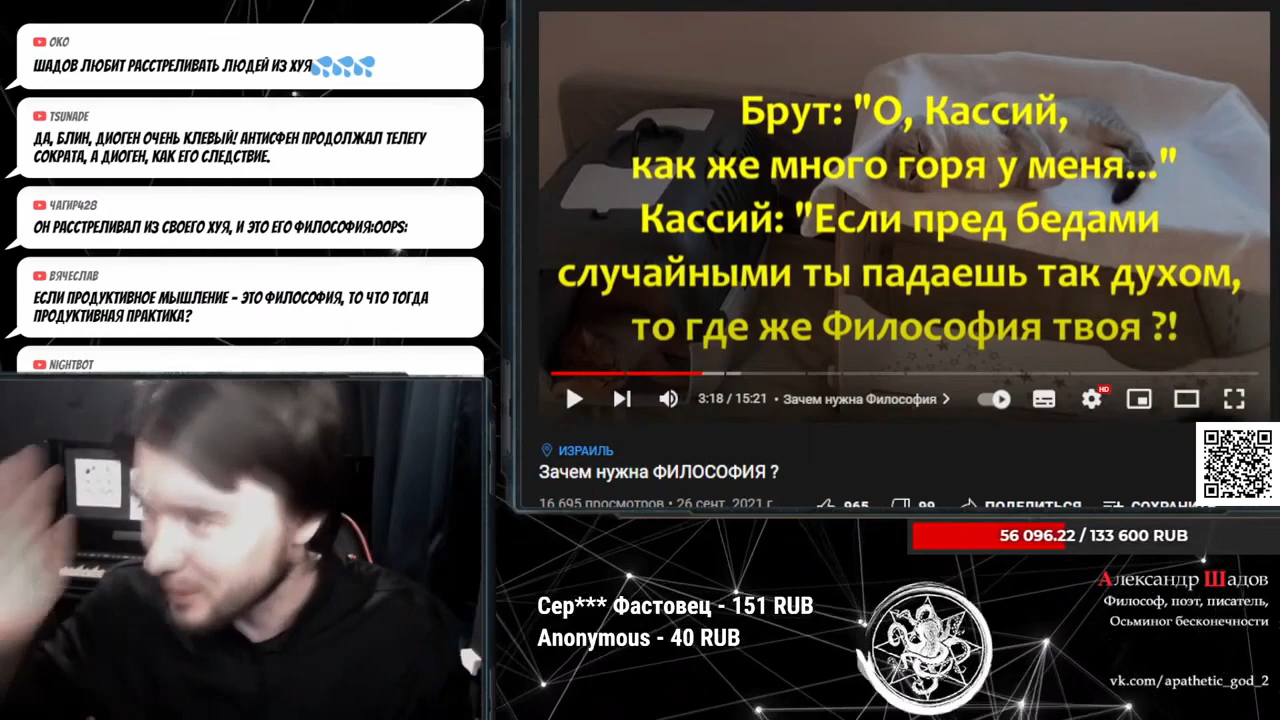 ОКО
ШАДОВ ЛЮБИТ РАССТРЕЛИВАТЬ ЛЮДЕЙ ИЗ ХУЯ💦💦💦
TSUNADE
ДА, БЛИН, ДИОГЕН ОЧЕНЬ КЛЕВЫЙ! АНТИСФЕН ПРОДОЛЖАЛ ТЕЛЕГУ
СОКРАТА, А ДИОГЕН, КАК ЕГО СЛЕДСТВИЕ.
ЧАГИР428
ОН РАССТРЕЛИВАЛ ИЗ СВОЕГО ХУЯ, И ЭТО ЕГО ФИЛОСОФИЯ:OOPS:
ВЯЧЕСЛАВ
ЕСЛИ ПРОДУКТИВНОЕ МЫШЛЕНИЕ - ЭТО ФИЛОСОФИЯ, ТО ЧТО ТОГДА
ПРОДУКТИВНАЯ ПРАКТИКА?
NIGHTBOT
Брут: "О, Кассий,
как же много горя у меня..."
Кассий: "Если пред бедами
случайными ты падаешь так духом,
то где же Философия твоя ?!
3:18 / 15:21 • Зачем нужна Философия
HD
ИЗРАИЛЬ
Зачем нужна ФИЛОСОФИЯ ?
16 695 просмотров • 26 сент. 2021 г.
965
99
ПОДЕЛИТЬСЯ
СОХРАНИТЬ
56 096.22 / 133 600 RUB
Сер*** Фастовец - 151 RUB
Anonymous - 40 RUB
Александр Шадов
Философ, поэт, писатель,
Осьминог бесконечности
vk.com/apathetic_god_2